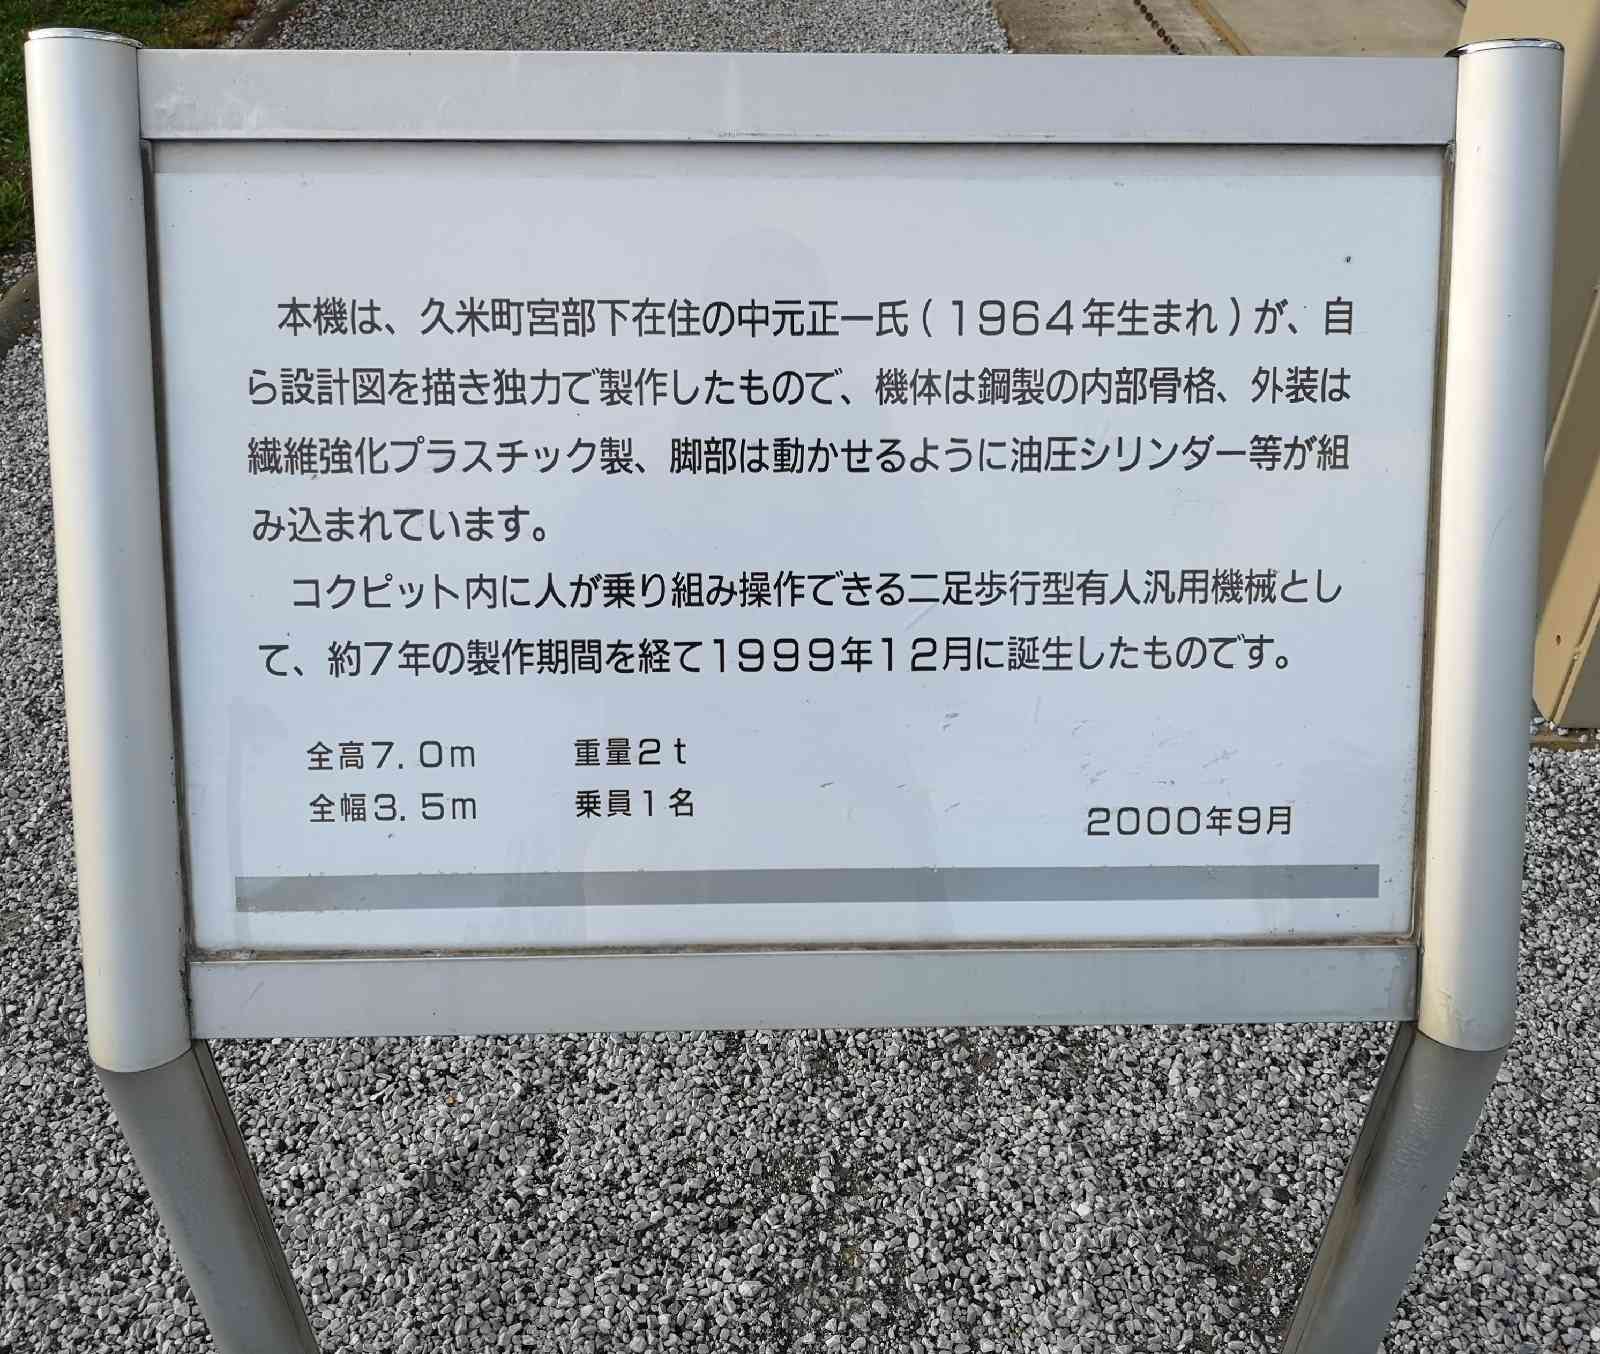 本機は、久米町宮部下在住の中元正一氏(1964年生まれ)が、自
ら設計図を描き独力で製作したもので、機体は鋼製の内部骨格、外装は
繊維強化プラスチック製、脚部は動かせるように油圧シリンダー等が組
み込まれています。
コクピット内に人が乗り組み操作できる二足歩行型有人汎用機械とし
て、約7年の製作期間を経て1999年12月に誕生したものです。
全高7.0m 重量2t
全幅3.5m 乗員1名
2000年9月